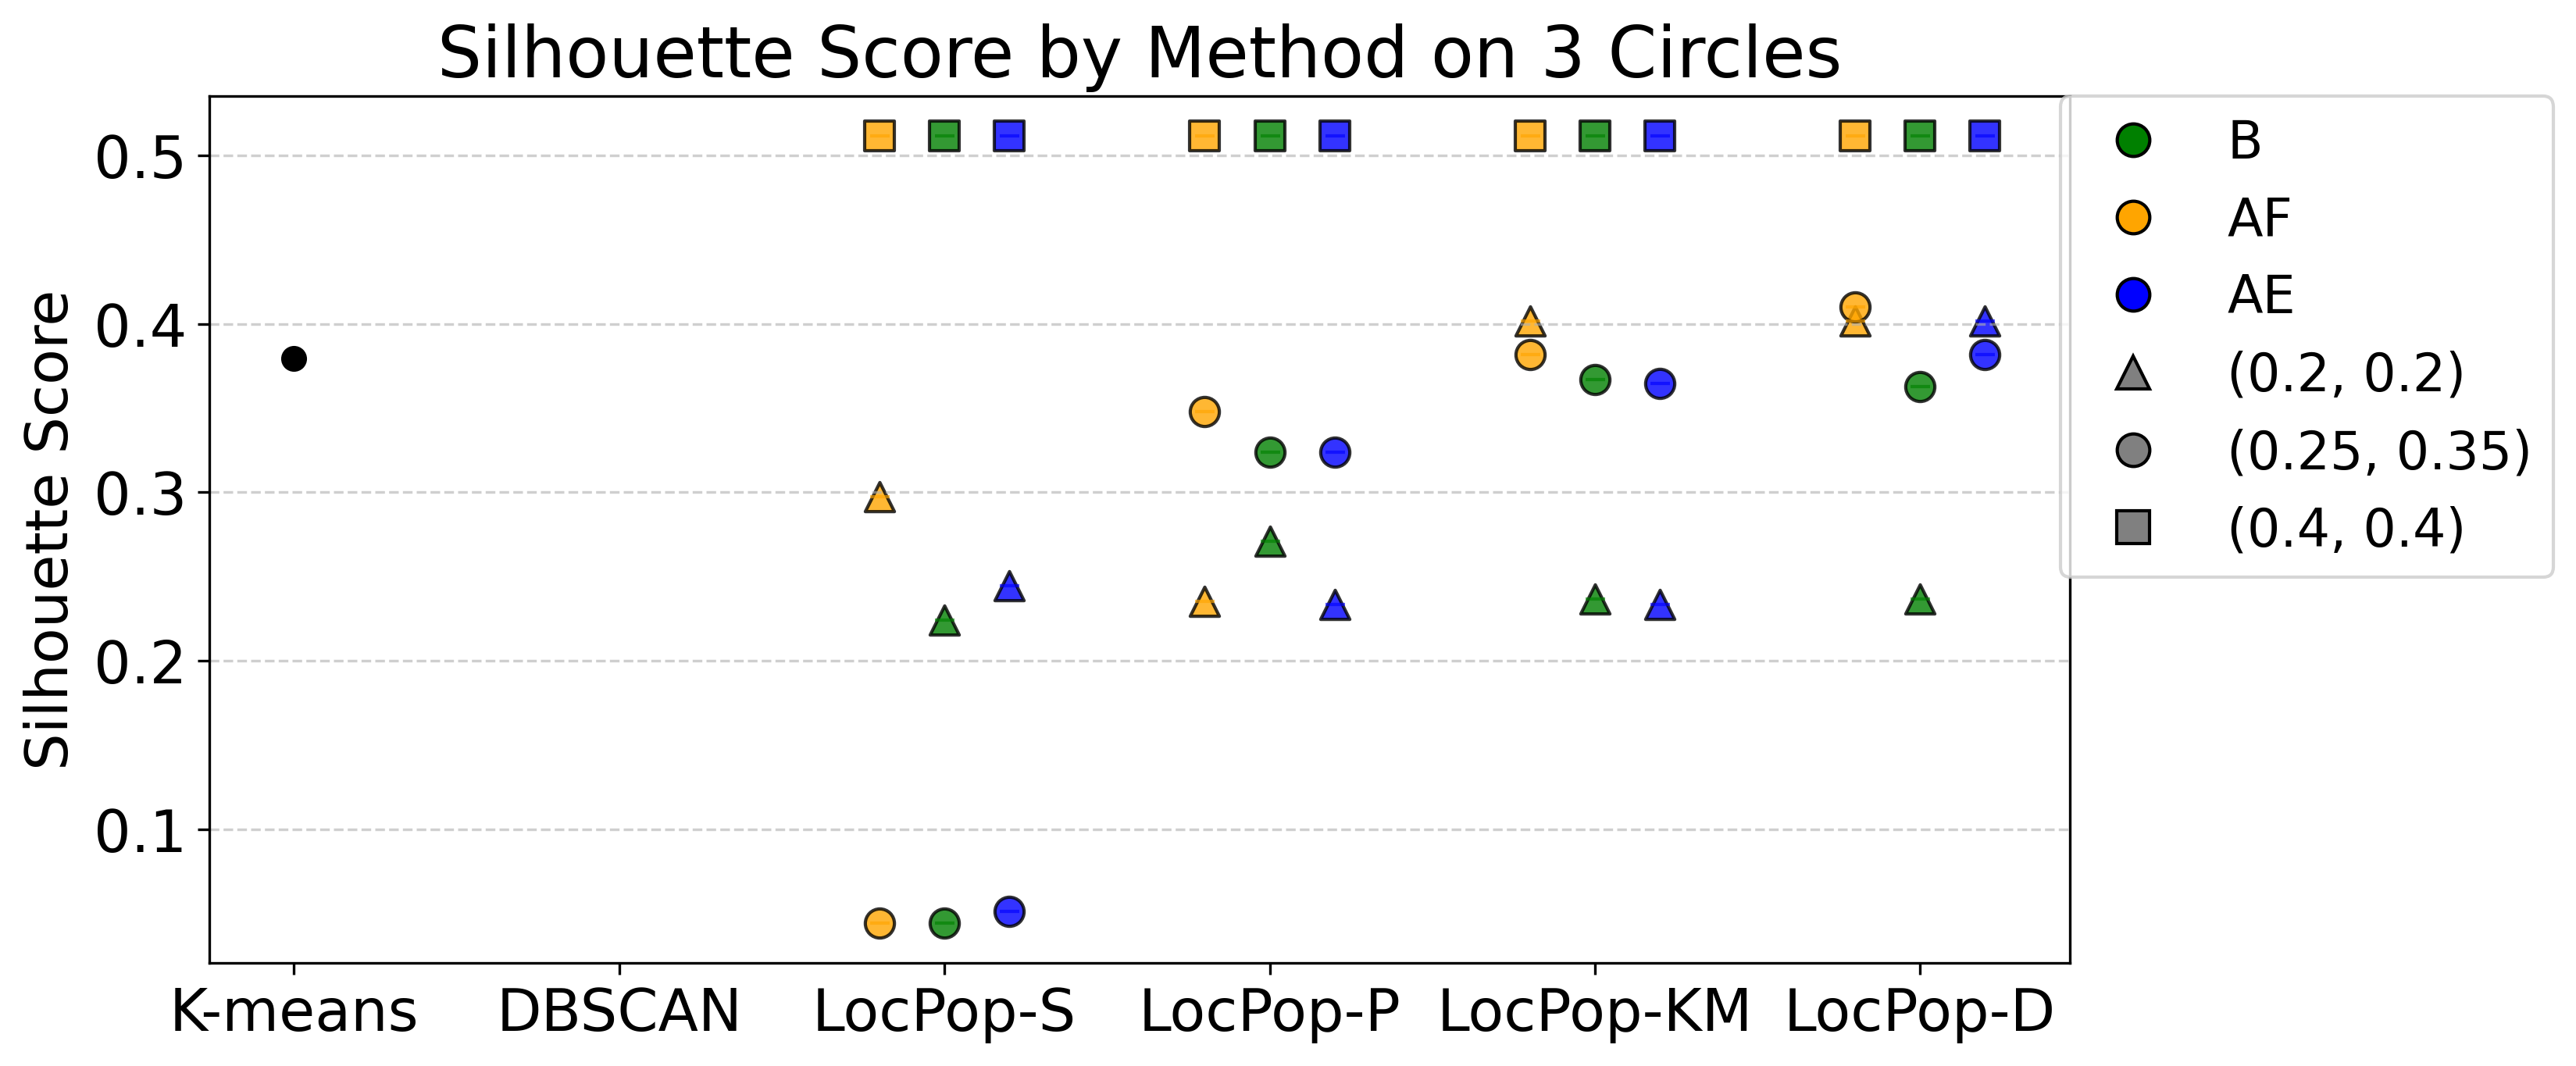 Silhouette Score by Method on 3 Circles
Silhouette Score
0.5
0.4
0.3
0.2
0.1
K-means DBSCAN LocPop-S LocPop-P LocPop-KM LocPop-D
B
AF
AE
(0.2, 0.2)
(0.25, 0.35)
(0.4, 0.4)